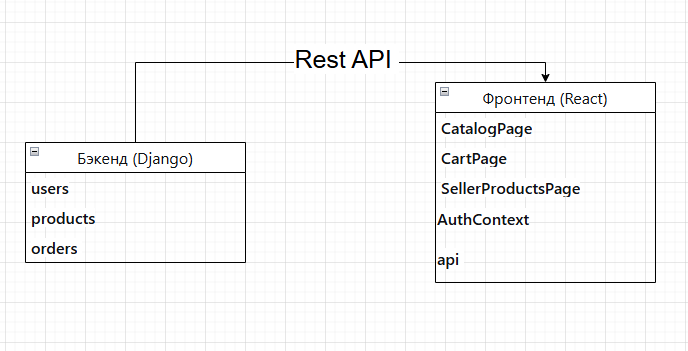 Rest API
Бэкенд (Django)
users
products
orders
Фронтенд (React)
CatalogPage
CartPage
SellerProductsPage
AuthContext
api